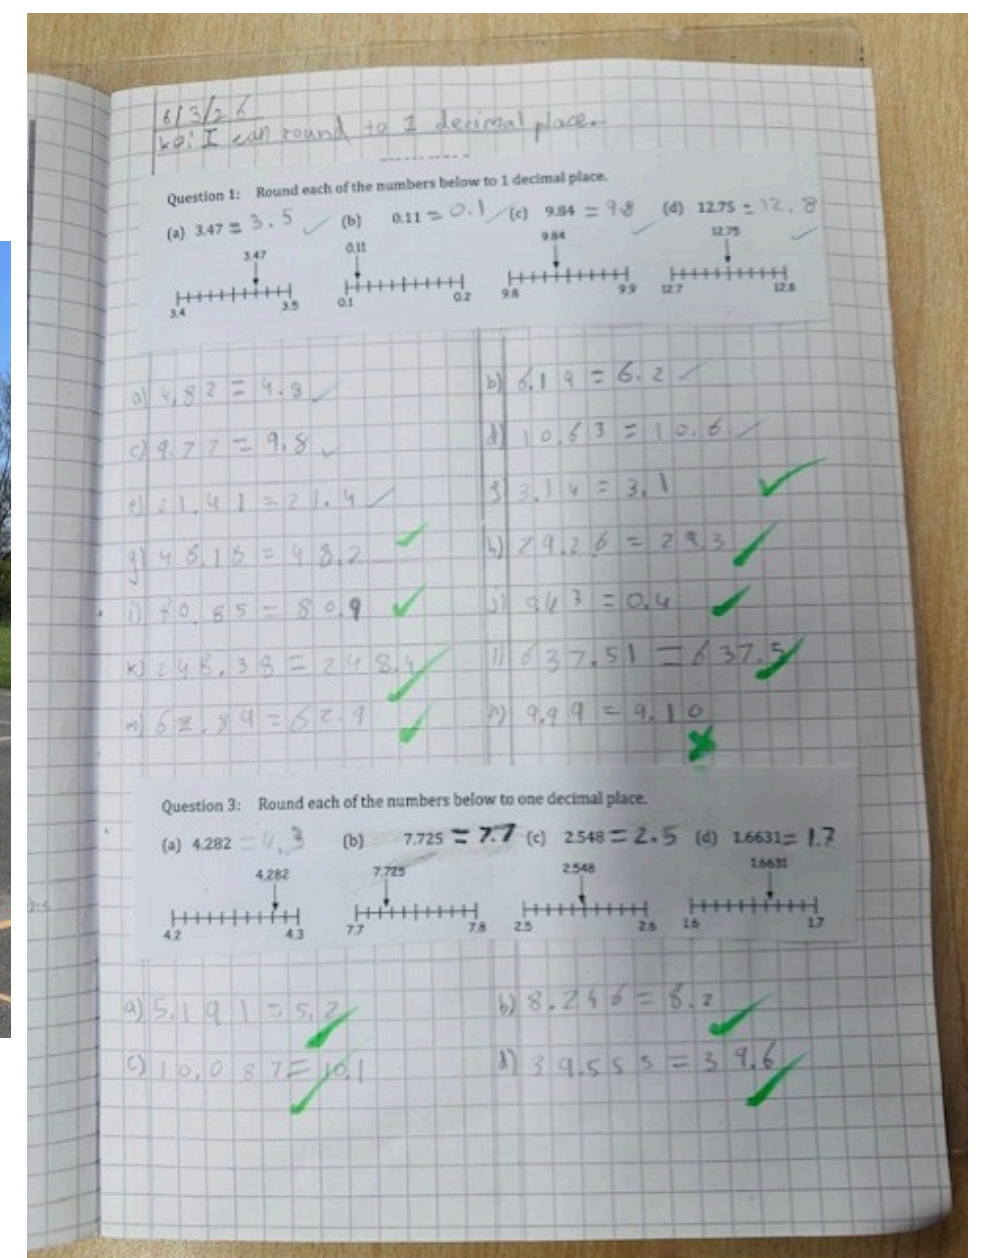 6/3/26
LO: I can round to 1 decimal place.
Question 1: Round each of the numbers below to 1 decimal place.
(a) 3.47 = 3.5 (b) 0.11 = 0.1 (c) 9.84 = 9.8 (d) 12.75 = 12.8
3.47 0.11 9.84 12.75
3.4 3.5 0.1 0.2 9.8 9.9 12.7 12.8
a) 4.82 = 4.8 b) 6.19 = 6.2
c) 9.77 = 9.8 d) 10.63 = 10.6
e) 21.41 = 21.4 f) 3.14 = 3.1
g) 48.15 = 48.2 h) 29.26 = 29.3
i) 80.85 = 80.9 j) 0.43 = 0.4
k) 248.38 = 248.4 l) 637.51 = 637.5
m) 62.89 = 62.9 n) 9.99 = 9.10
Question 3: Round each of the numbers below to one decimal place.
(a) 4.282 = 4.3 (b) 7.725 = 7.7 (c) 2.548 = 2.5 (d) 1.6631 = 1.7
4.282 7.725 2.548 1.6631
4.2 4.3 7.7 7.8 2.5 2.6 1.6 1.7
a) 5.191 = 5.2 b) 8.246 = 8.2
c) 10.087 = 10.1 d) 39.555 = 39.6